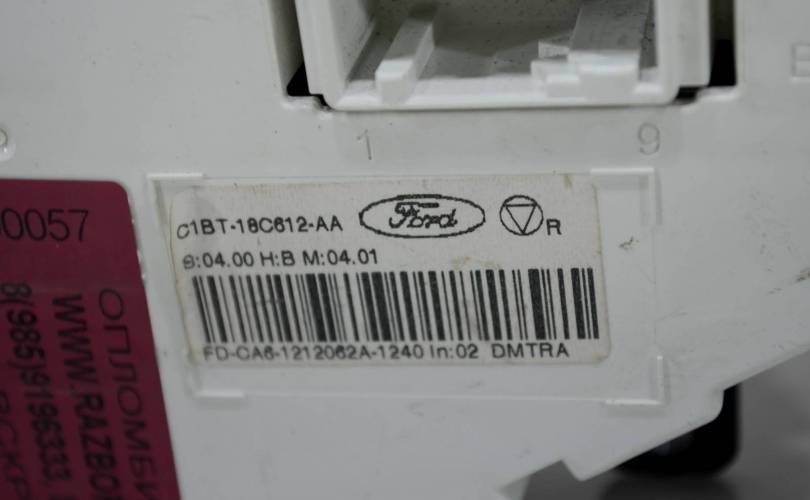 1 9
C1BT-18C612-AA Ford R
S:04.00 H:B M:04.01
FD-CA6-1212062A-1240 In:02 DMTRA
0057
ОПЛОМБИ
WWW.RAZBO
8(985)9196333